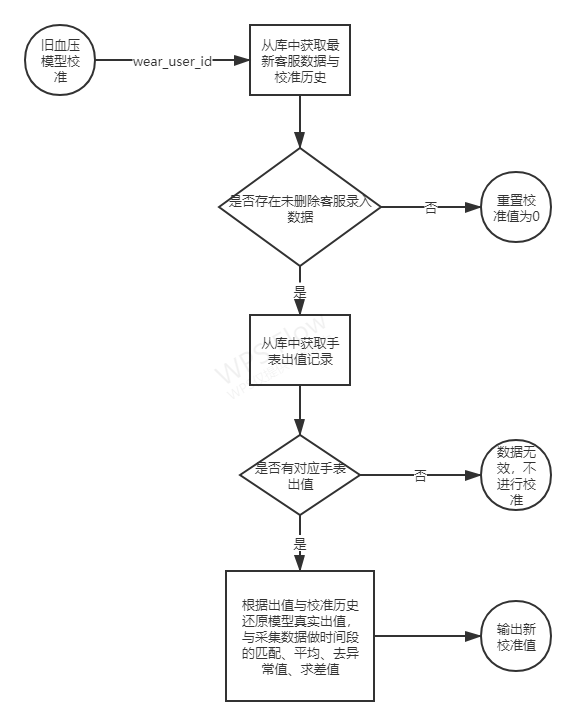 旧血压
模型校
准
wear_user_id
从库中获取最
新客服数据与
校准历史
是否存在未删除客服录入
数据
否
重置校
准值为0
是
从库中获取手
表出值记录
WPS Flow
是否有对应手表
出值
否
数据无
效，不
进行校
准
是
根据出值与校准历史
还原模型真实出值，
与采集数据做时间段
的匹配、平均、去异
常值、求差值
输出新
校准值